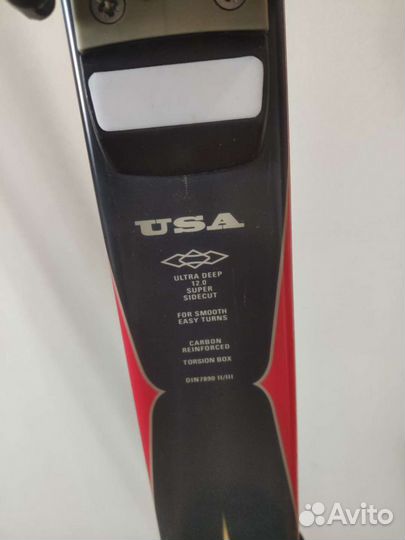 USA
ULTRA DEEP
12.0
SUPER
SIDECUT
FOR SMOOTH
EASY TURNS
CARBON
REINFORCED
TORSION BOX
DIN7890 II/III
Avito